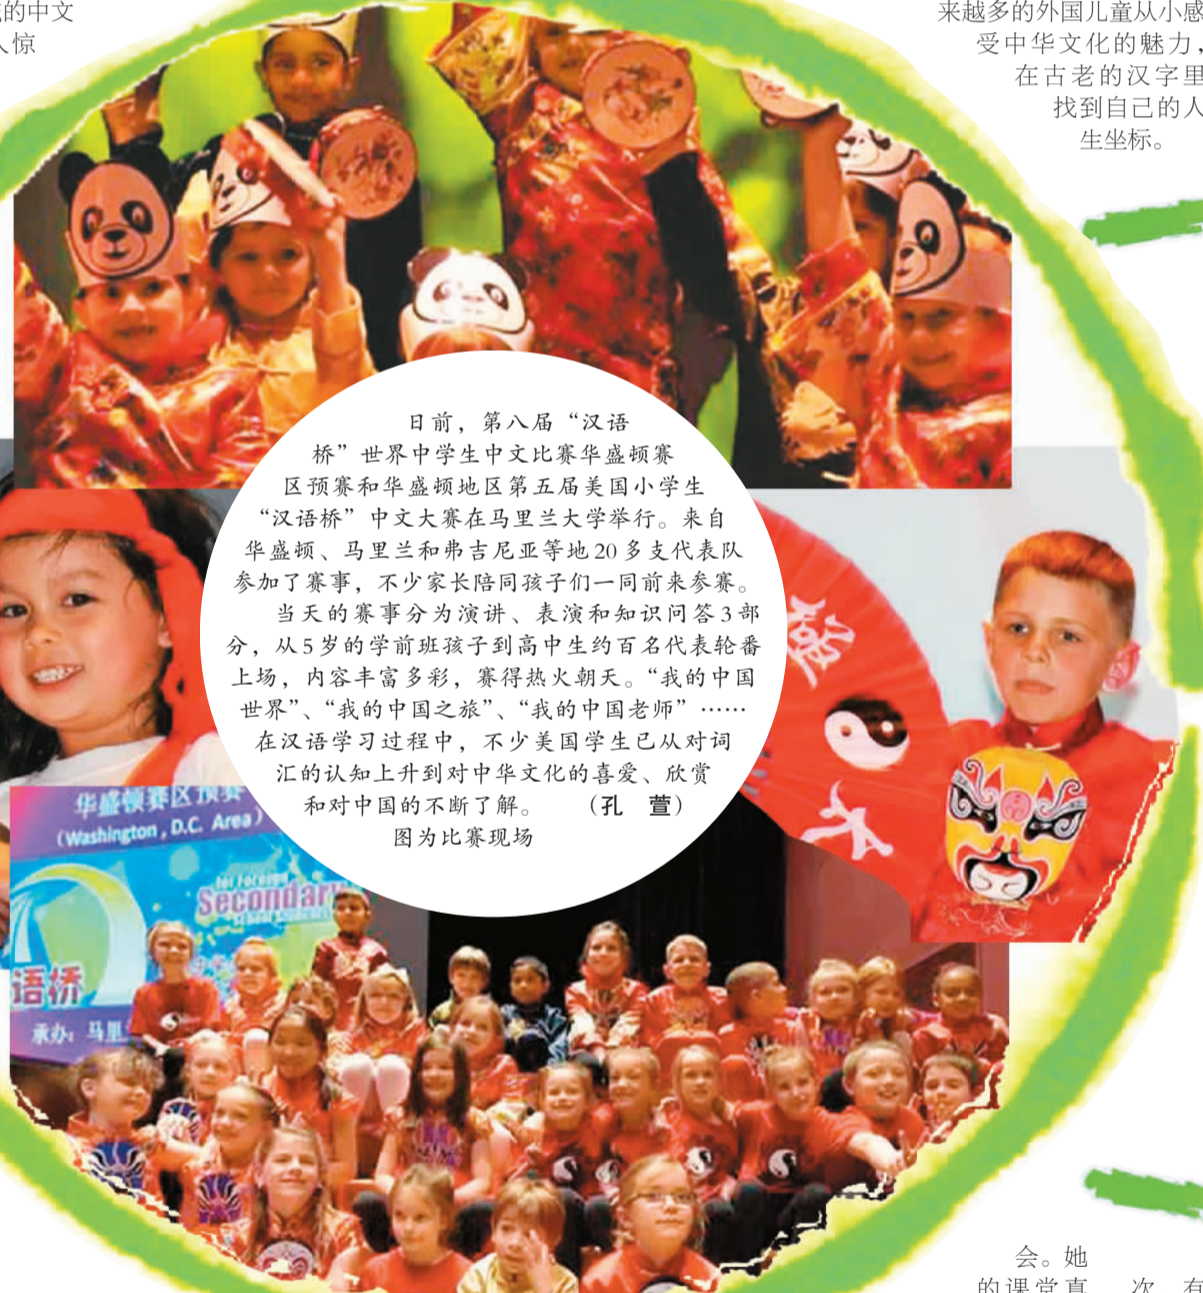 的中文
人惊
来越多的外国儿童从小感
受中华文化的魅力，
在古老的汉字里
找到自己的人
生坐标。
日前，第八届“汉语
桥”世界中学生中文比赛华盛顿赛
区预赛和华盛顿地区第五届美国小学生
“汉语桥”中文大赛在马里兰大学举行。来自
华盛顿、马里兰和弗吉尼亚等地20多支代表队
参加了赛事，不少家长陪同孩子们一同前来参赛。
当天的赛事分为演讲、表演和知识问答3部
分，从5岁的学前班孩子到高中生约百名代表轮番
上场，内容丰富多彩，赛得热火朝天。“我的中国
世界”、“我的中国之旅”、“我的中国老师”……
在汉语学习过程中，不少美国学生已从对词
汇的认知上升到对中华文化的喜爱、欣赏
和对中国的不断了解。 （孔 萱）
图为比赛现场
极
太
华盛顿赛区预赛
(Washington, D.C. Area)
for Foreign
Secondary
School Students
语桥
承办：马里
会。她
的课堂真 次 有